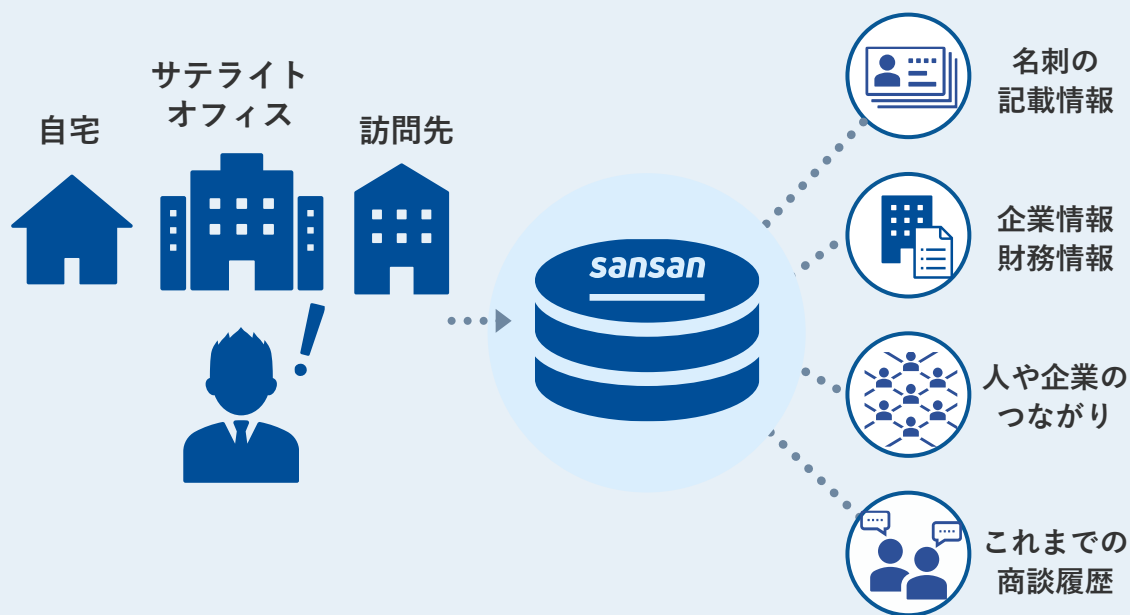 自宅
サテライト
オフィス
訪問先
sansan
名刺の
記載情報
企業情報
財務情報
人や企業の
つながり
これまでの
商談履歴